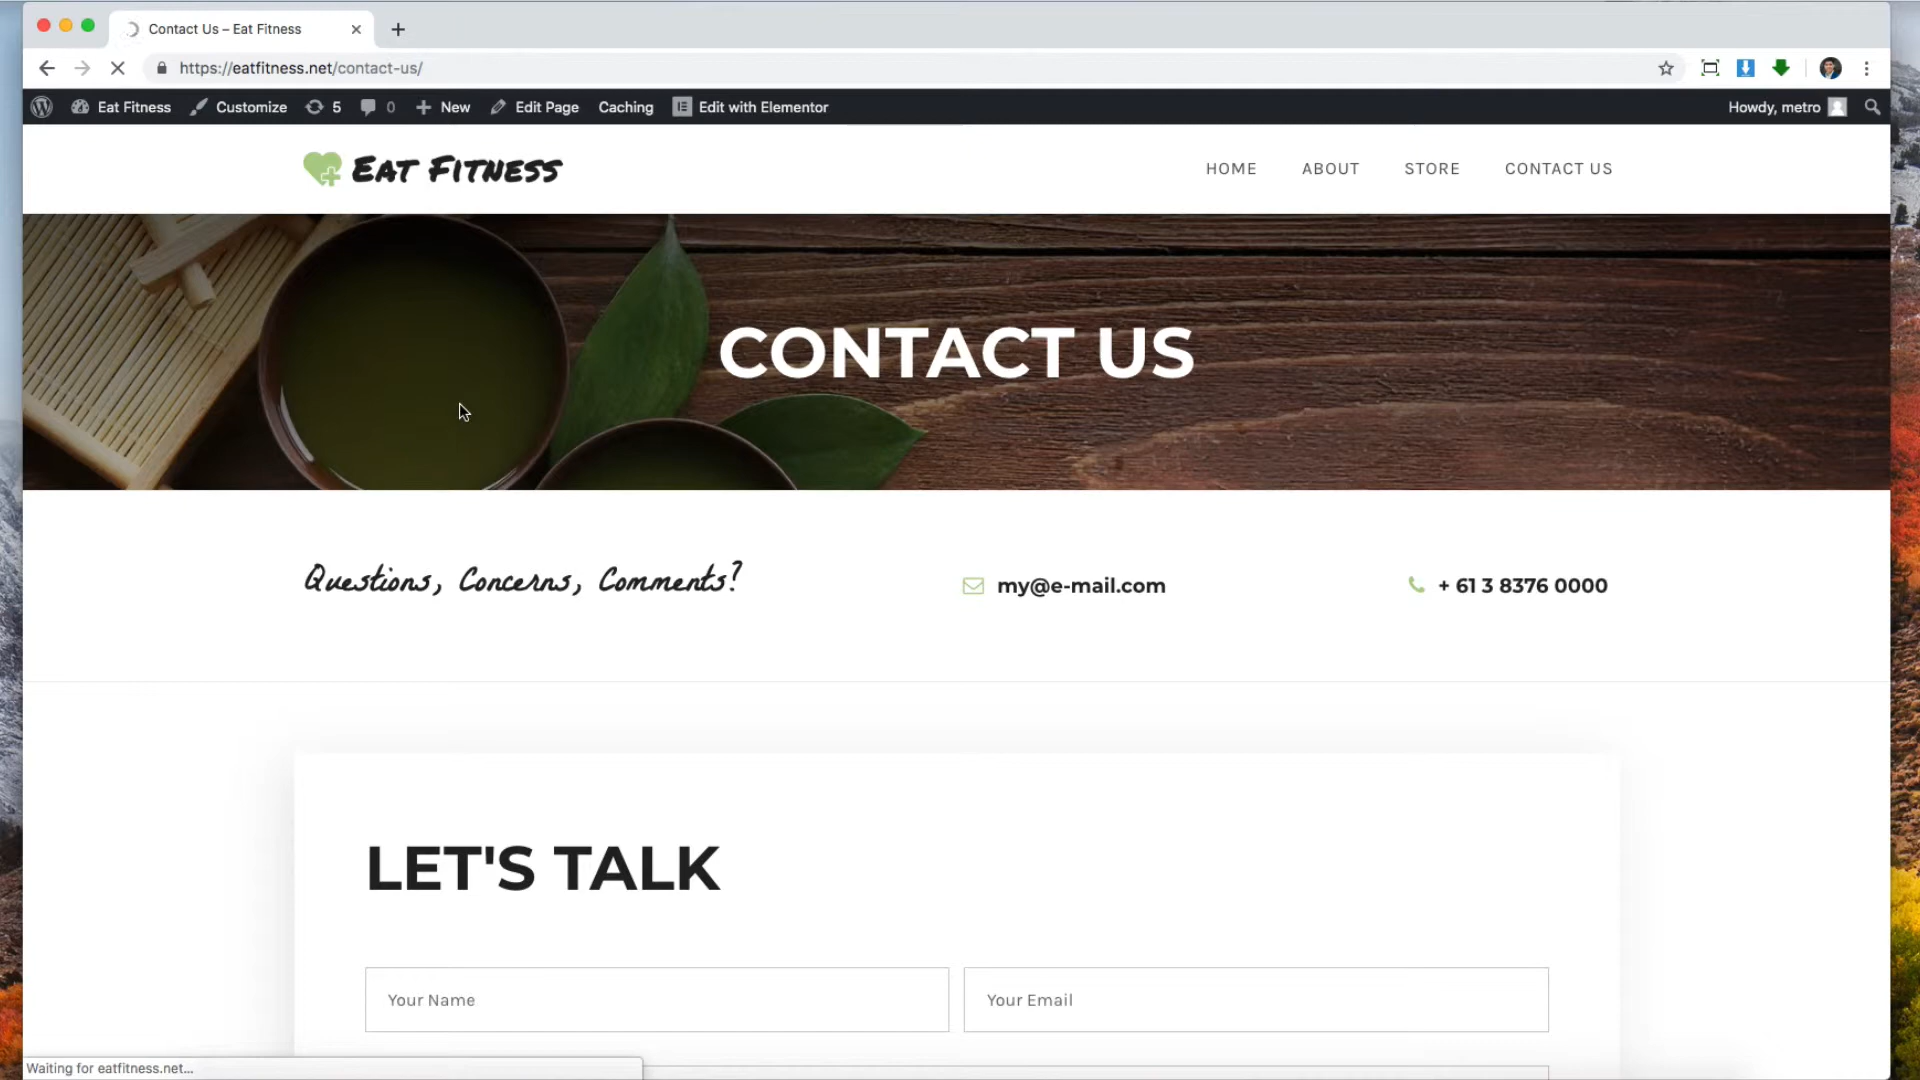 Contact Us – Eat Fitness
https://eatfitness.net/contact-us/
Eat Fitness Customize 5 0 New Edit Page Caching Edit with Elementor Howdy, metro
EAT FITNESS
HOME ABOUT STORE CONTACT US
CONTACT US
Questions, Concerns, Comments?
my@e-mail.com
+ 61 3 8376 0000
LET'S TALK
Your Name
Your Email
Waiting for eatfitness.net...